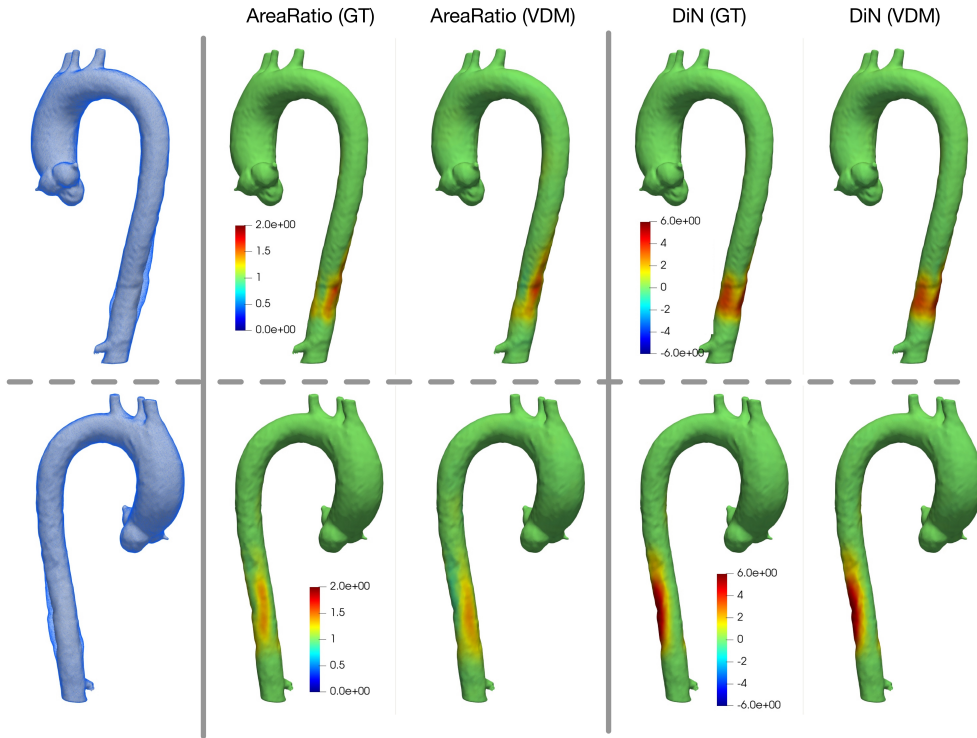 AreaRatio (GT)
AreaRatio (VDM)
DiN (GT)
DiN (VDM)
2.0e+00
1.5
1
0.5
0.0e+00
6.0e+00
4
2
0
-2
-4
-6.0e+00
2.0e+00
1.5
1
0.5
0.0e+00
6.0e+00
4
2
0
-2
-4
-6.0e+00